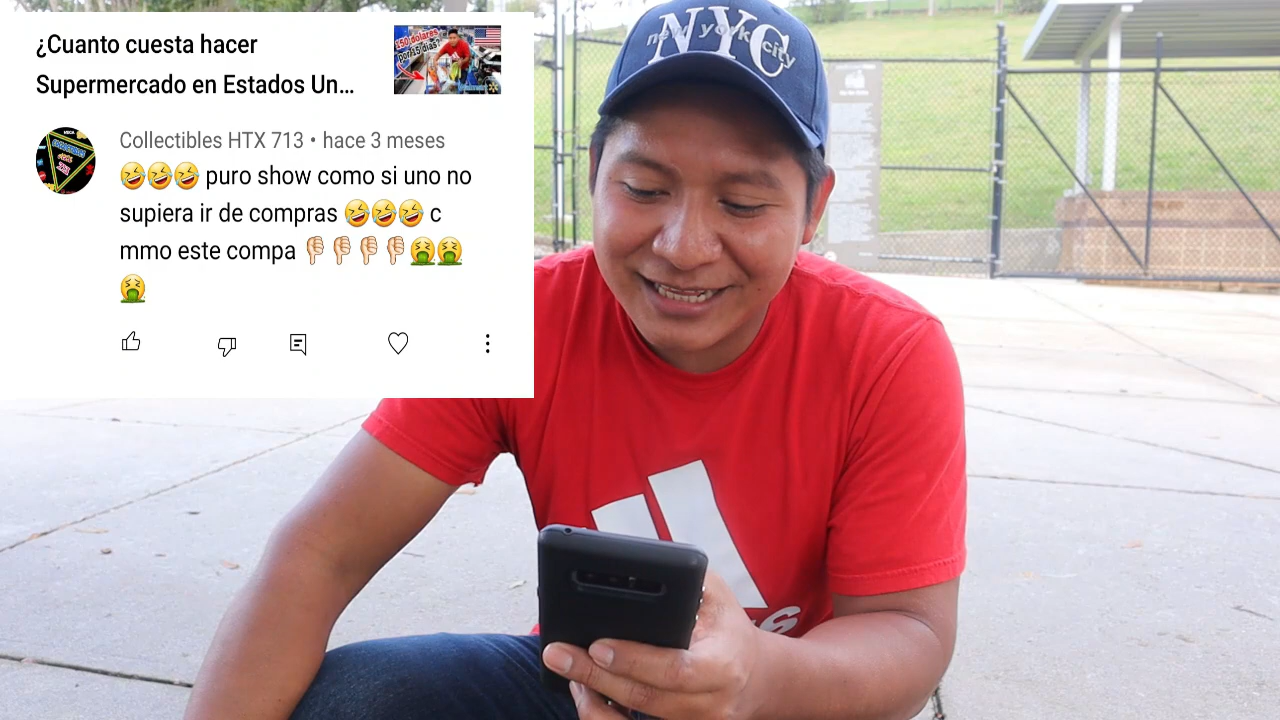 ¿Cuanto cuesta hacer
Supermercado en Estados Un...
Collectibles HTX 713 • hace 3 meses
🤣🤣🤣 puro show como si uno no
supiera ir de compras 🤣🤣🤣 c
mmo este compa 👎🏻👎🏻👎🏻👎🏻🤮🤮
🤮
NYC
new york city